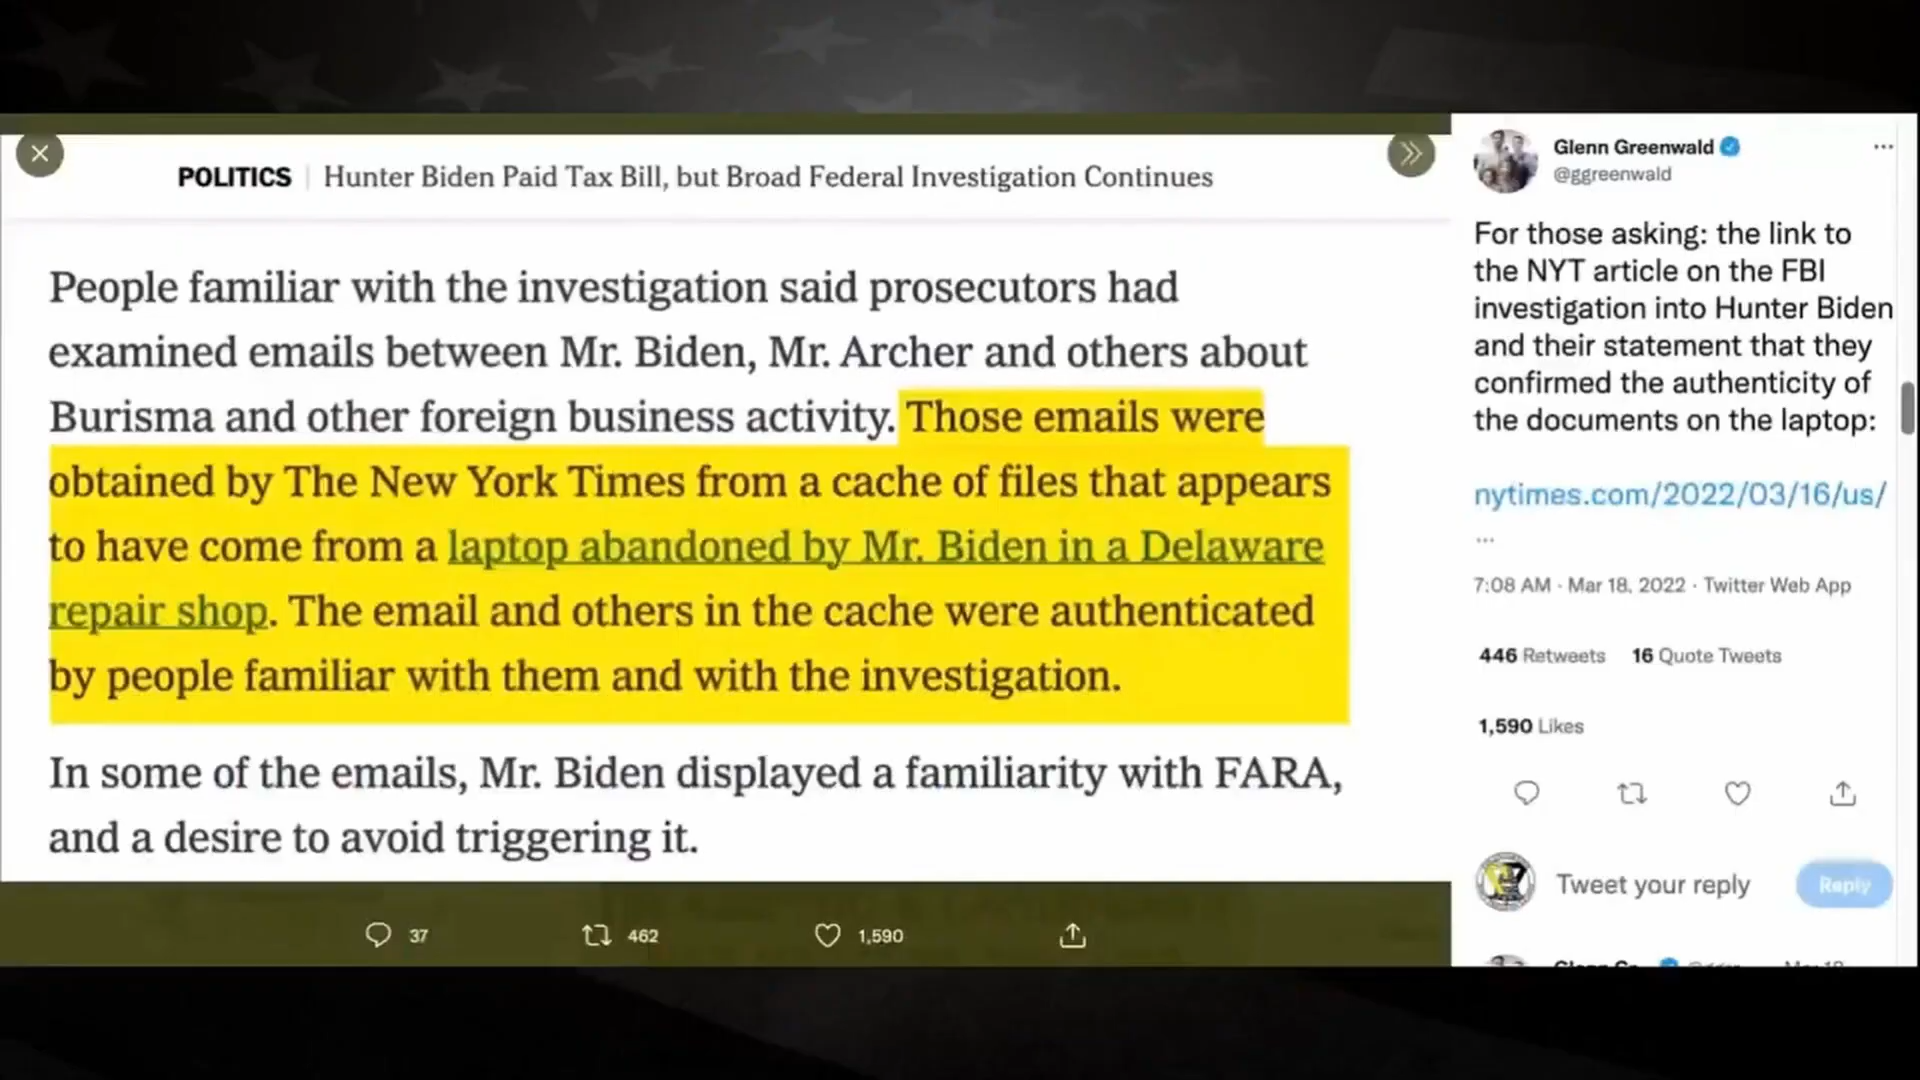 POLITICS | Hunter Biden Paid Tax Bill, but Broad Federal Investigation Continues
People familiar with the investigation said prosecutors had
examined emails between Mr. Biden, Mr. Archer and others about
Burisma and other foreign business activity. Those emails were
obtained by The New York Times from a cache of files that appears
to have come from a laptop abandoned by Mr. Biden in a Delaware
repair shop. The email and others in the cache were authenticated
by people familiar with them and with the investigation.
In some of the emails, Mr. Biden displayed a familiarity with FARA,
and a desire to avoid triggering it.
37 462 1,590
Glenn Greenwald
@ggreenwald
For those asking: the link to
the NYT article on the FBI
investigation into Hunter Biden
and their statement that they
confirmed the authenticity of
the documents on the laptop:
nytimes.com/2022/03/16/us/
...
7:08 AM · Mar 18, 2022 · Twitter Web App
446 Retweets 16 Quote Tweets
1,590 Likes
Tweet your reply
Reply